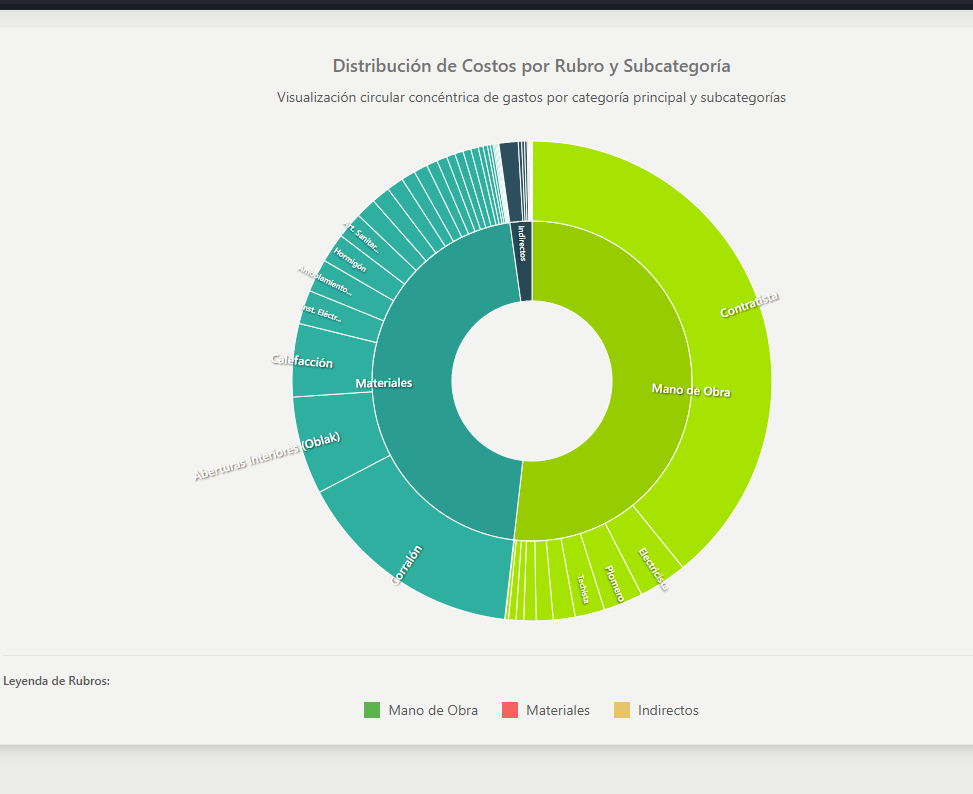 Distribución de Costos por Rubro y Subcategoría
Visualización circular concéntrica de gastos por categoría principal y subcategorías
Indirectos
Contratista
Mano de Obra
Materiales
Art. Sanitar...
Hormigón
Amoblamiento...
Inst. Eléctr...
Calefacción
Aberturas Interiores (Oblak)
Corralón
Techista
Plomero
Electricista
Leyenda de Rubros:
Mano de Obra
Materiales
Indirectos